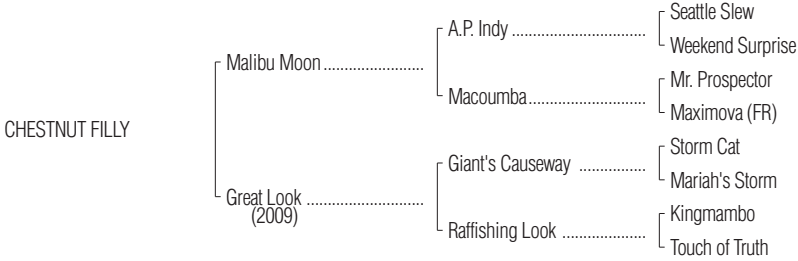 Seattle Slew
A.P. Indy ................................
Weekend Surprise
Malibu Moon ........................
Mr. Prospector
Macoumba ............................
Maximova (FR)
CHESTNUT FILLY
Storm Cat
Giant's Causeway ................
Mariah's Storm
Great Look ............................
(2009)
Kingmambo
Raffishing Look ....................
Touch of Truth